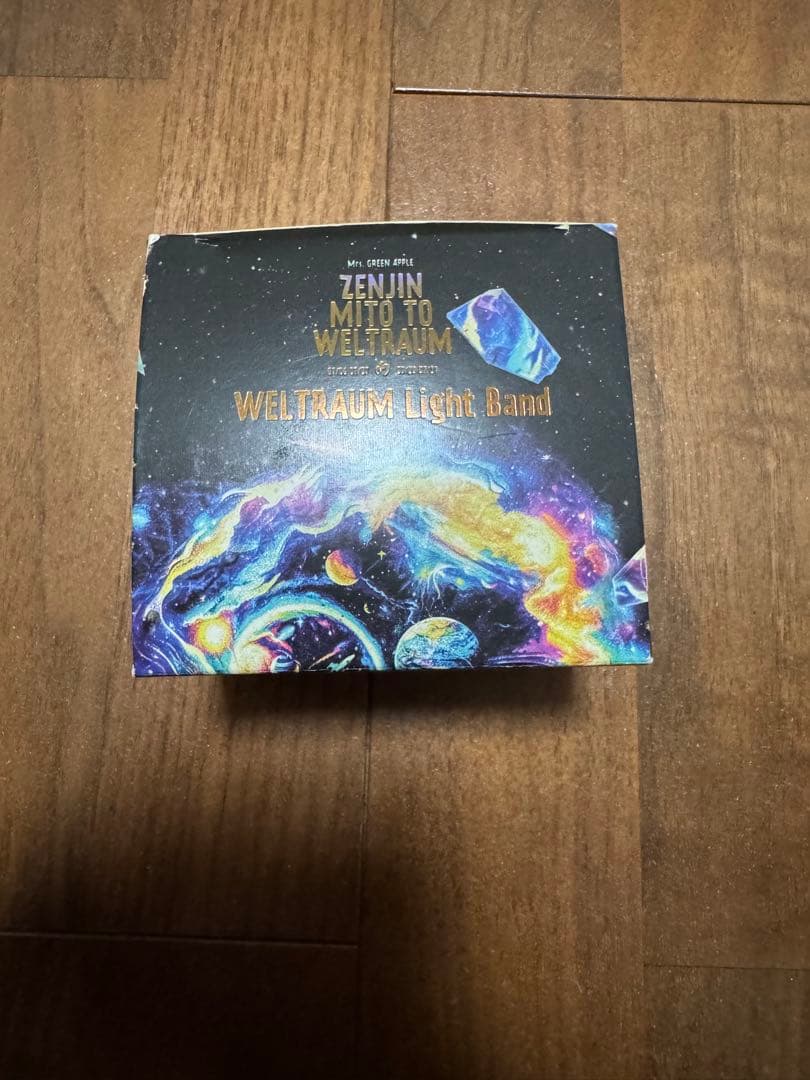 Mrs. GREEN APPLE
ZENJIN
MITO TO
WELTRAUM
WELTRAUM Light Band